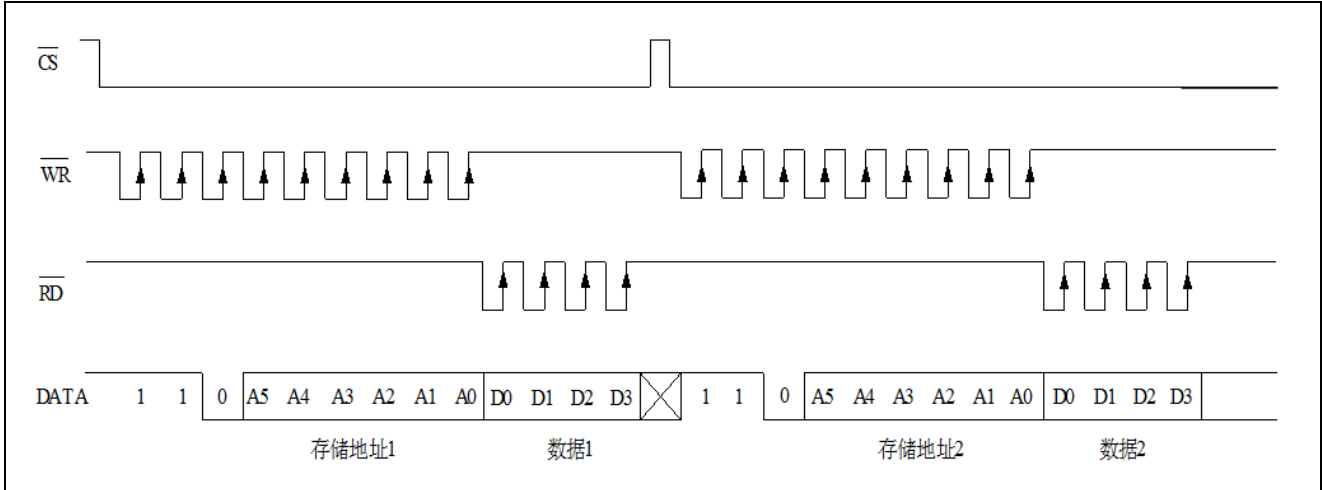 CS
WR
RD
DATA 1 1 0 A5 A4 A3 A2 A1 A0 D0 D1 D2 D3 1 1 0 A5 A4 A3 A2 A1 A0 D0 D1 D2 D3
存储地址1 数据1 存储地址2 数据2